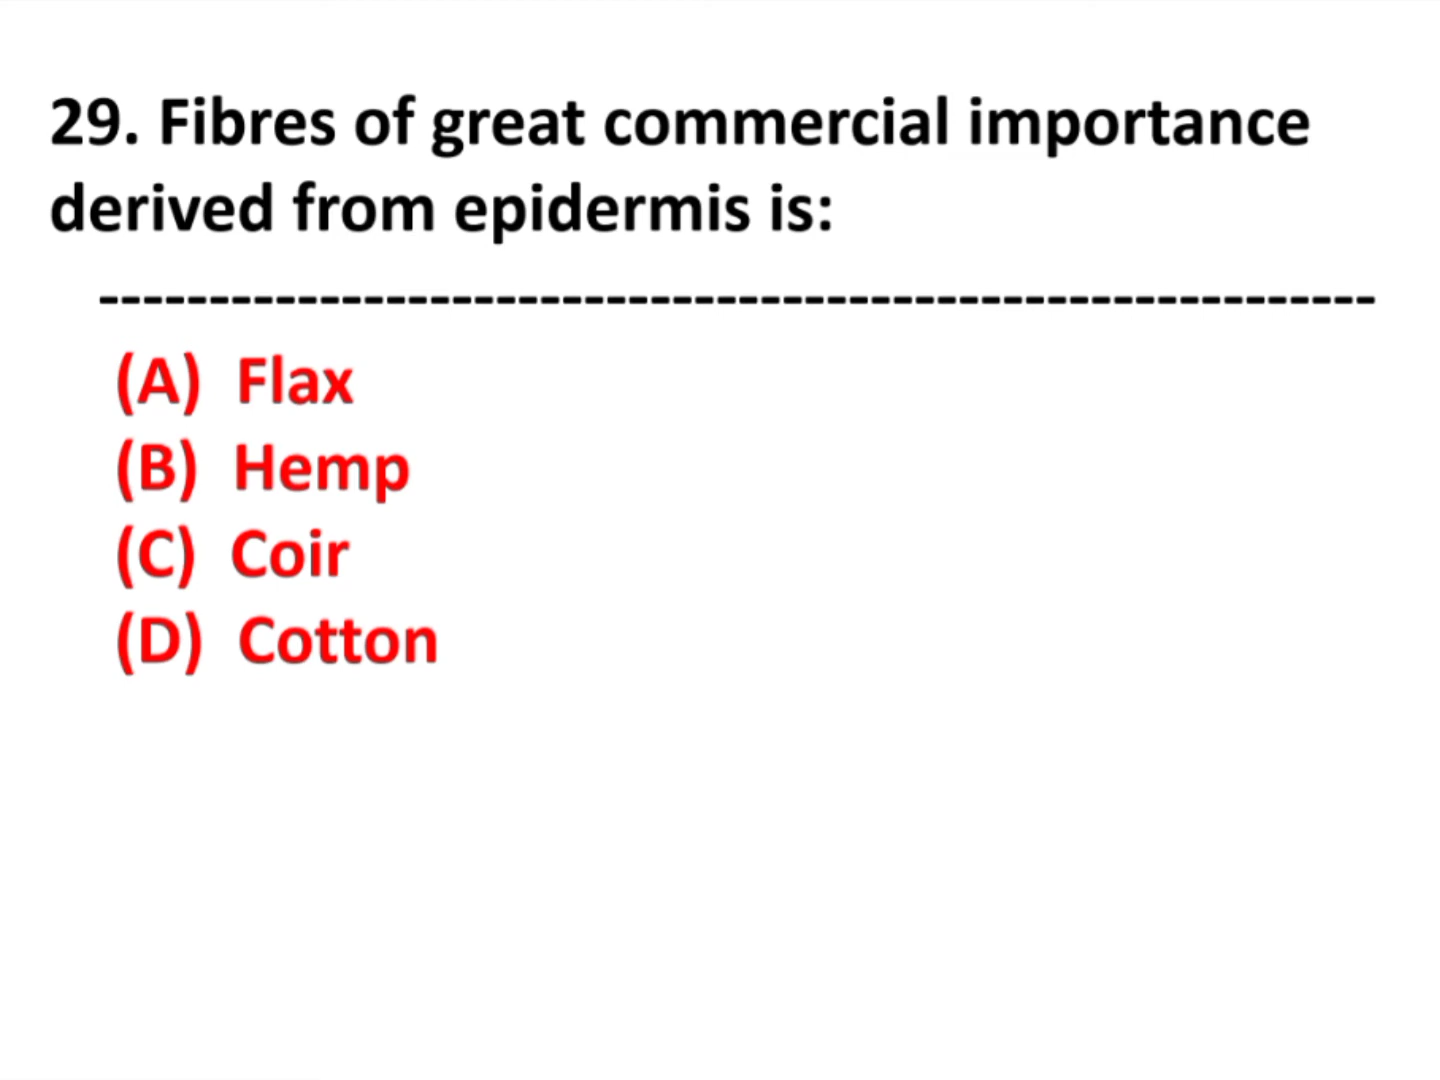 29. Fibres of great commercial importance
derived from epidermis is:
----------------------------------------------------------
(A) Flax
(B) Hemp
(C) Coir
(D) Cotton